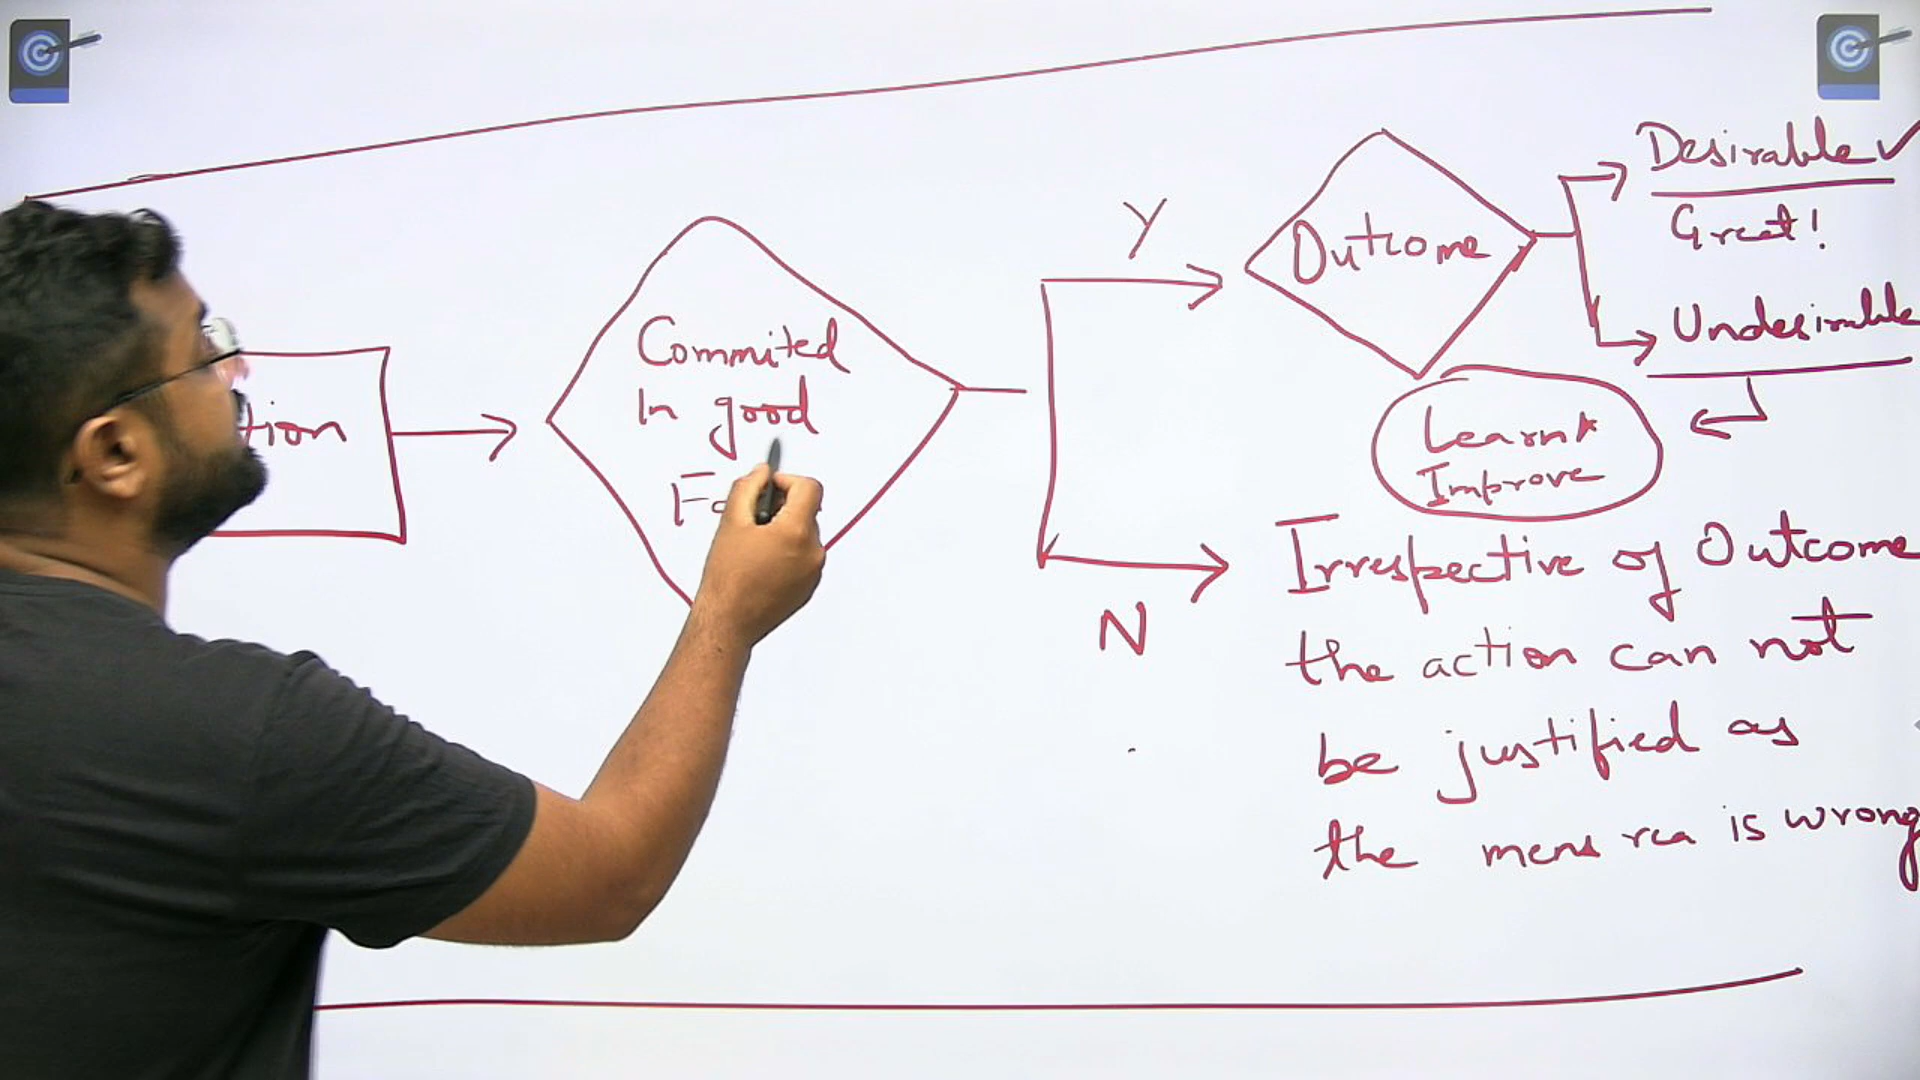 tion
Commited
In good
Y
N
Outcome
Desirable ✓
Great!
Undesirable
Learn &
Improve
Irrespective of Outcome
the action can not
be justified as
the mens rea is wrong